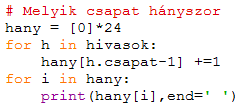 # Melyik csapat hányszor
hany = [0]*24
for h in hivasok:
    hany[h.csapat-1] +=1
for i in hany:
    print(hany[i],end=' ')